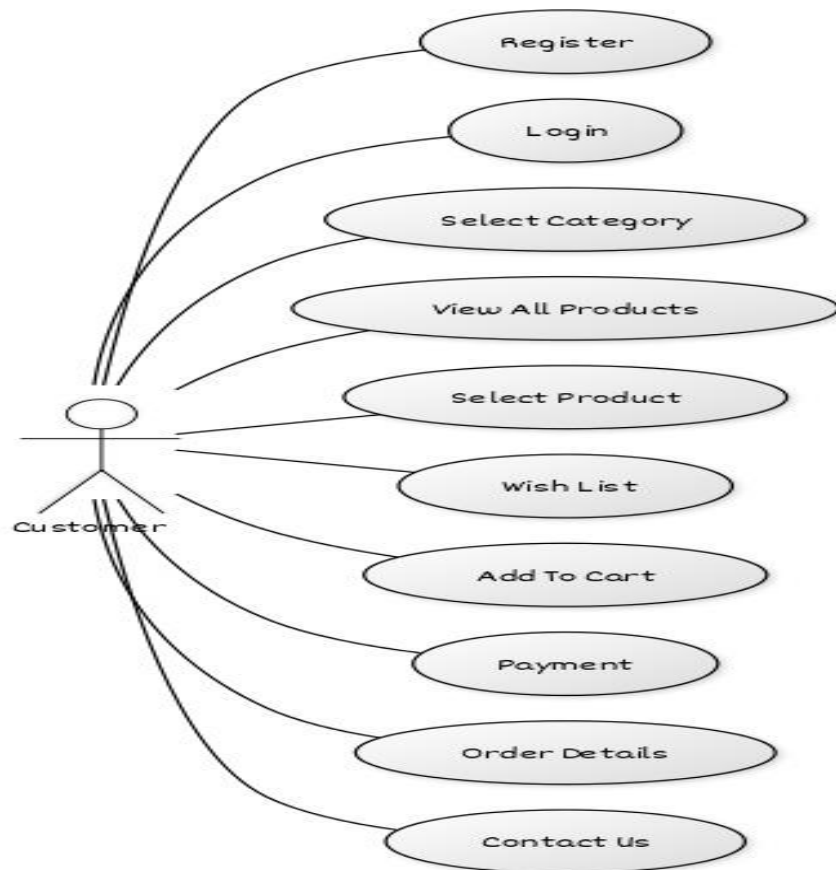 Register
Login
Select Category
View All Products
Select Product
Wish List
Customer
Add To Cart
Payment
Order Details
Contact Us